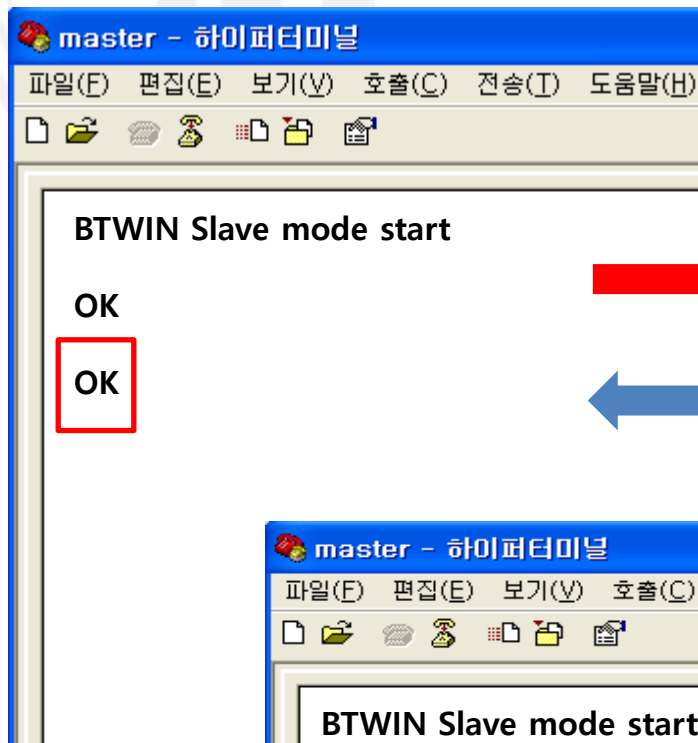 master - 하이퍼터미널
파일(F) 편집(E) 보기(V) 호출(C) 전송(T) 도움말(H)
BTWIN Slave mode start
OK
OK
master - 하이퍼터미널
파일(F) 편집(E) 보기(V) 호출(C)
BTWIN Slave mode start